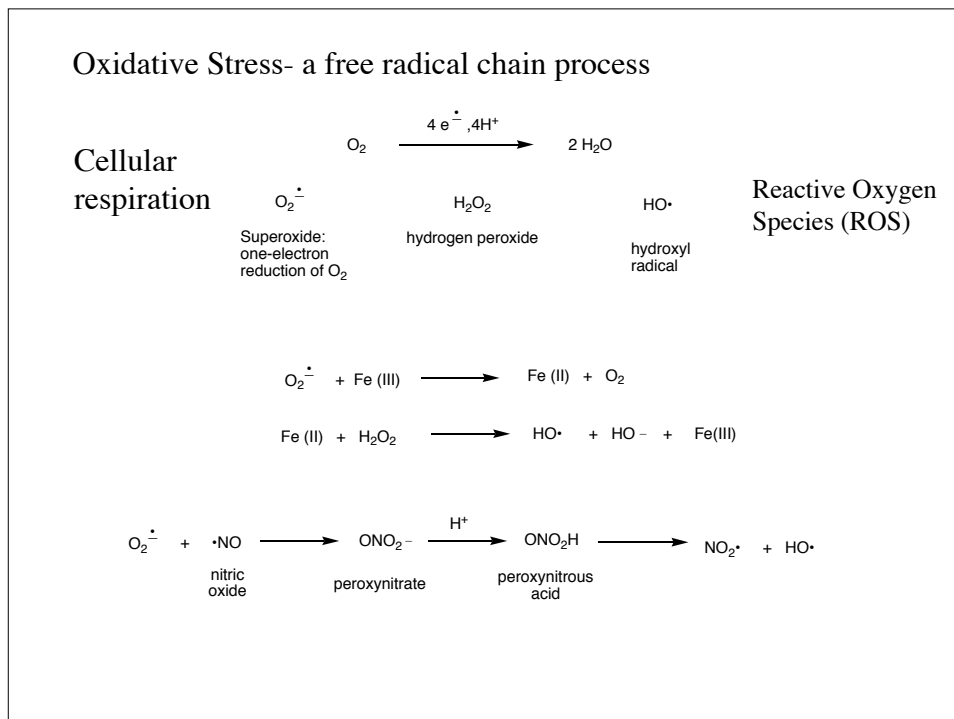 Oxidative Stress- a free radical chain process
4 e∸ ,4H⁺
O₂ ⟶ 2 H₂O
Cellular
respiration
O₂∸ H₂O₂ HO•
Reactive Oxygen
Species (ROS)
Superoxide:
one-electron
reduction of O₂
hydrogen peroxide
hydroxyl
radical
O₂∸ + Fe (III) ⟶ Fe (II) + O₂
Fe (II) + H₂O₂ ⟶ HO• + HO – + Fe(III)
H⁺
O₂∸ + •NO ⟶ ONO₂⁻ ⟶ ONO₂H ⟶ NO₂• + HO•
nitric
oxide
peroxynitrate
peroxynitrous
acid